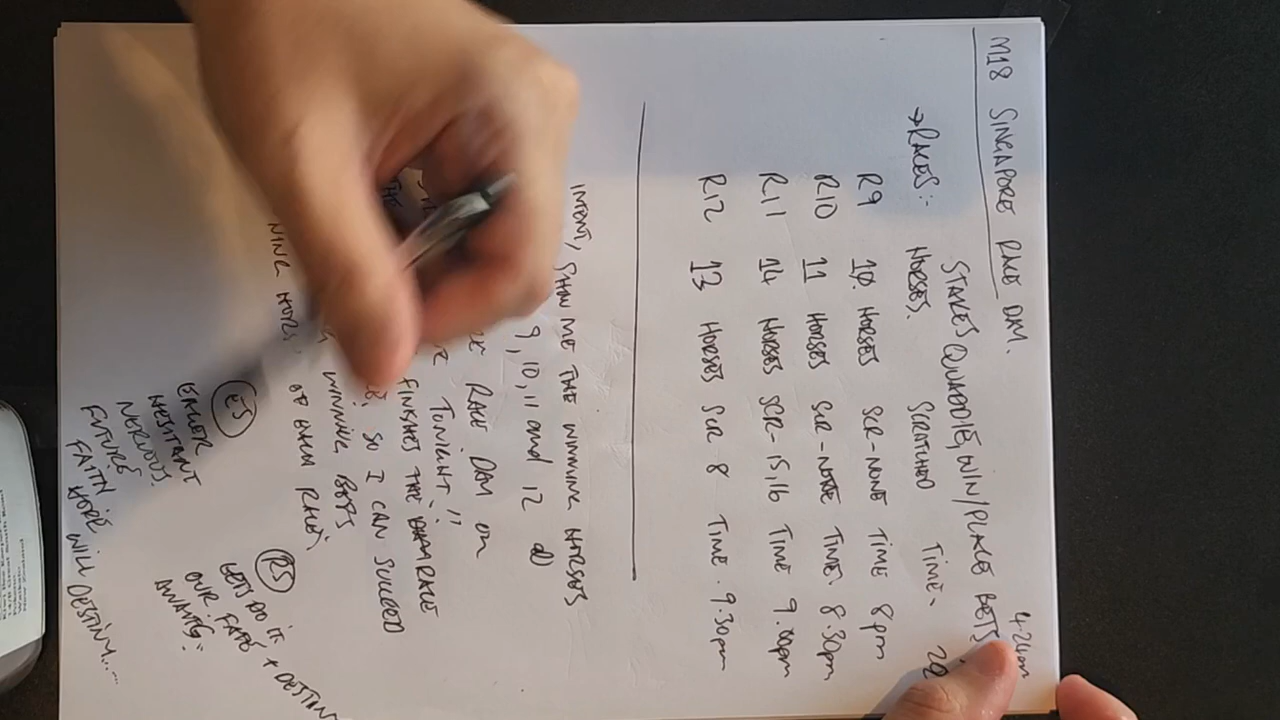 4.24am
M18 SINGAPORE RACE DAY.
STAKES QUADDIE, WIN/PLACE BETS
→RACES:- HORSES. SCRATCHED TIME.
R9 10 HORSES SCR-NONE TIME 8pm
R10 11 HORSES SCR-NONE TIME. 8.30pm
R11 14 HORSES SCR-15,16 TIME 9.00pm
R12 13 HORSES SCR 8 TIME. 9.30pm
INTENT, SHOW ME THE WINNING HORSES
9, 10, 11 and 12
RACE DAY ON
TONIGHT"
THE FINISHES THE RACE
SO I CAN SUCCEED
WINNING BETS
NING HORS OF EACH RACE,
ES
EAGER
HESITANT
NERVOUS
FUTURE
FAITH
HOPE WILL DESTINY....
RS
LETS DO IT
OUR FATE + DESTINY
AWAITS: